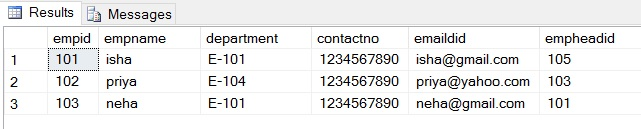 Results Messages
empid empname department contactno emaildid empheadid
1 101 isha E-101 1234567890 isha@gmail.com 105
2 102 priya E-104 1234567890 priya@yahoo.com 103
3 103 neha E-101 1234567890 neha@gmail.com 101